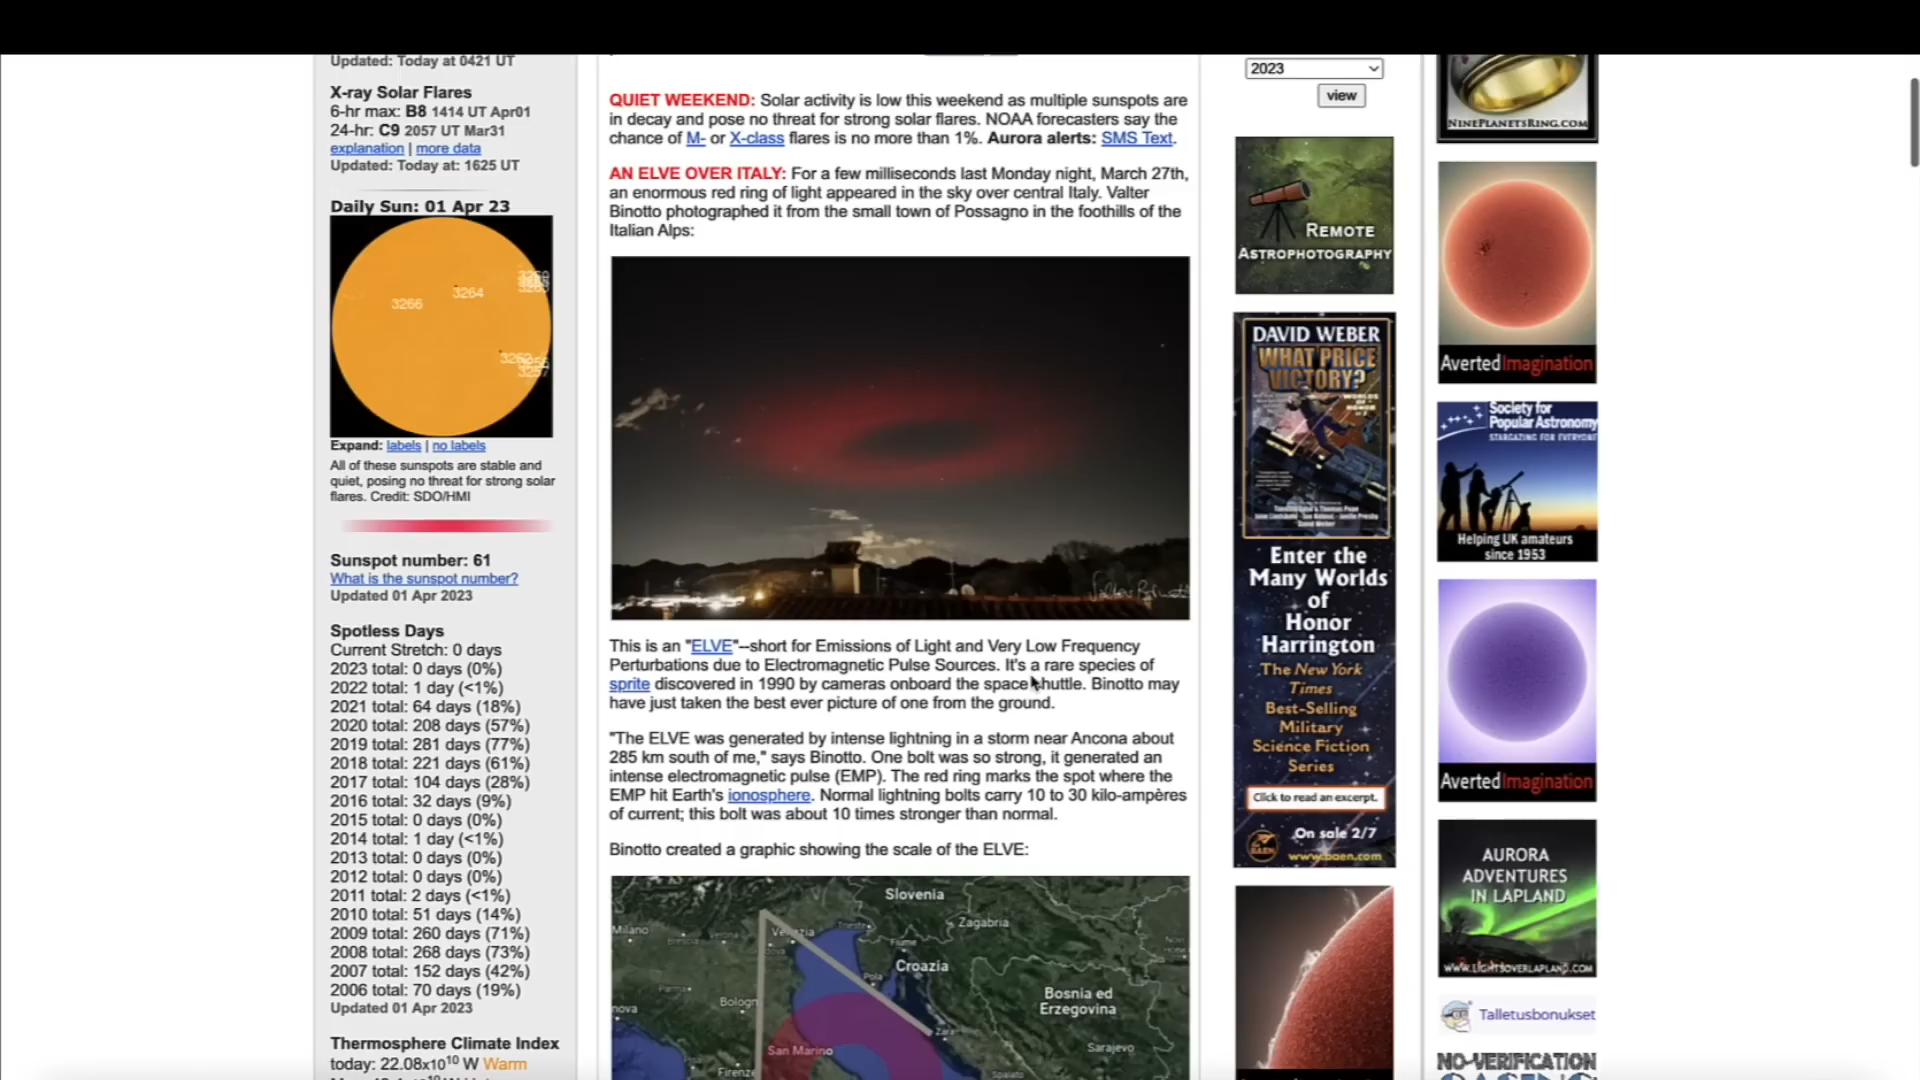 Updated: Today at 0421 UT
X-ray Solar Flares
6-hr max: B8 1414 UT Apr01
24-hr: C9 2057 UT Mar31
explanation | more data
Updated: Today at: 1625 UT
Daily Sun: 01 Apr 23
3266
3264
Expand: labels | no labels
All of these sunspots are stable and
quiet, posing no threat for strong solar
flares. Credit: SDO/HMI
Sunspot number: 61
What is the sunspot number?
Updated 01 Apr 2023
Spotless Days
Current Stretch: 0 days
2023 total: 0 days (0%)
2022 total: 1 day (<1%)
2021 total: 64 days (18%)
2020 total: 208 days (57%)
2019 total: 281 days (77%)
2018 total: 221 days (61%)
2017 total: 104 days (28%)
2016 total: 32 days (9%)
2015 total: 0 days (0%)
2014 total: 1 day (<1%)
2013 total: 0 days (0%)
2012 total: 0 days (0%)
2011 total: 2 days (<1%)
2010 total: 51 days (14%)
2009 total: 260 days (71%)
2008 total: 268 days (73%)
2007 total: 152 days (42%)
2006 total: 70 days (19%)
Updated 01 Apr 2023
Thermosphere Climate Index
today: 22.08x10¹⁰ W Warm
QUIET WEEKEND: Solar activity is low this weekend as multiple sunspots are
in decay and pose no threat for strong solar flares. NOAA forecasters say the
chance of M- or X-class flares is no more than 1%. Aurora alerts: SMS Text.
AN ELVE OVER ITALY: For a few milliseconds last Monday night, March 27th,
an enormous red ring of light appeared in the sky over central Italy. Valter
Binotto photographed it from the small town of Possagno in the foothills of the
Italian Alps:
This is an "ELVE"--short for Emissions of Light and Very Low Frequency
Perturbations due to Electromagnetic Pulse Sources. It's a rare species of
sprite discovered in 1990 by cameras onboard the space shuttle. Binotto may
have just taken the best ever picture of one from the ground.
"The ELVE was generated by intense lightning in a storm near Ancona about
285 km south of me," says Binotto. One bolt was so strong, it generated an
intense electromagnetic pulse (EMP). The red ring marks the spot where the
EMP hit Earth's ionosphere. Normal lightning bolts carry 10 to 30 kilo-ampères
of current; this bolt was about 10 times stronger than normal.
Binotto created a graphic showing the scale of the ELVE:
Slovenia
Milano
Venezia
Trieste
Zagabria
Fiume
Croazia
Pola
Bologn
Bosnia ed
Erzegovina
Zara
San Marino
Sarajevo
Firenze
Spalato
2023
view
REMOTE
ASTROPHOTOGRAPHY
DAVID WEBER
WHAT PRICE
VICTORY?
WORLDS OF HONOR
Enter the
Many Worlds
of
Honor
Harrington
The New York
Times
Best-Selling
Military
Science Fiction
Series
Click to read an excerpt.
On sale 2/7
BAEN
www.baen.com
NINEPLANETSRING.COM
AvertedImagination
Society for
Popular Astronomy
STARGAZING FOR EVERYONE
Helping UK amateurs
since 1953
AvertedImagination
AURORA
ADVENTURES
IN LAPLAND
WWW.LIGHTSOVERLAPLAND.COM
Talletusbonukset
NO-VERIFICATION